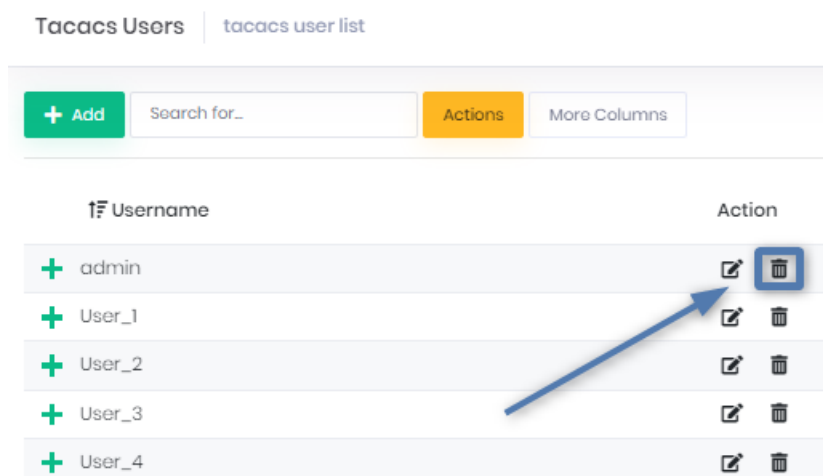 Tacacs Users tacacs user list
Add Search for... Actions More Columns
Username Action
admin
User_1
User_2
User_3
User_4